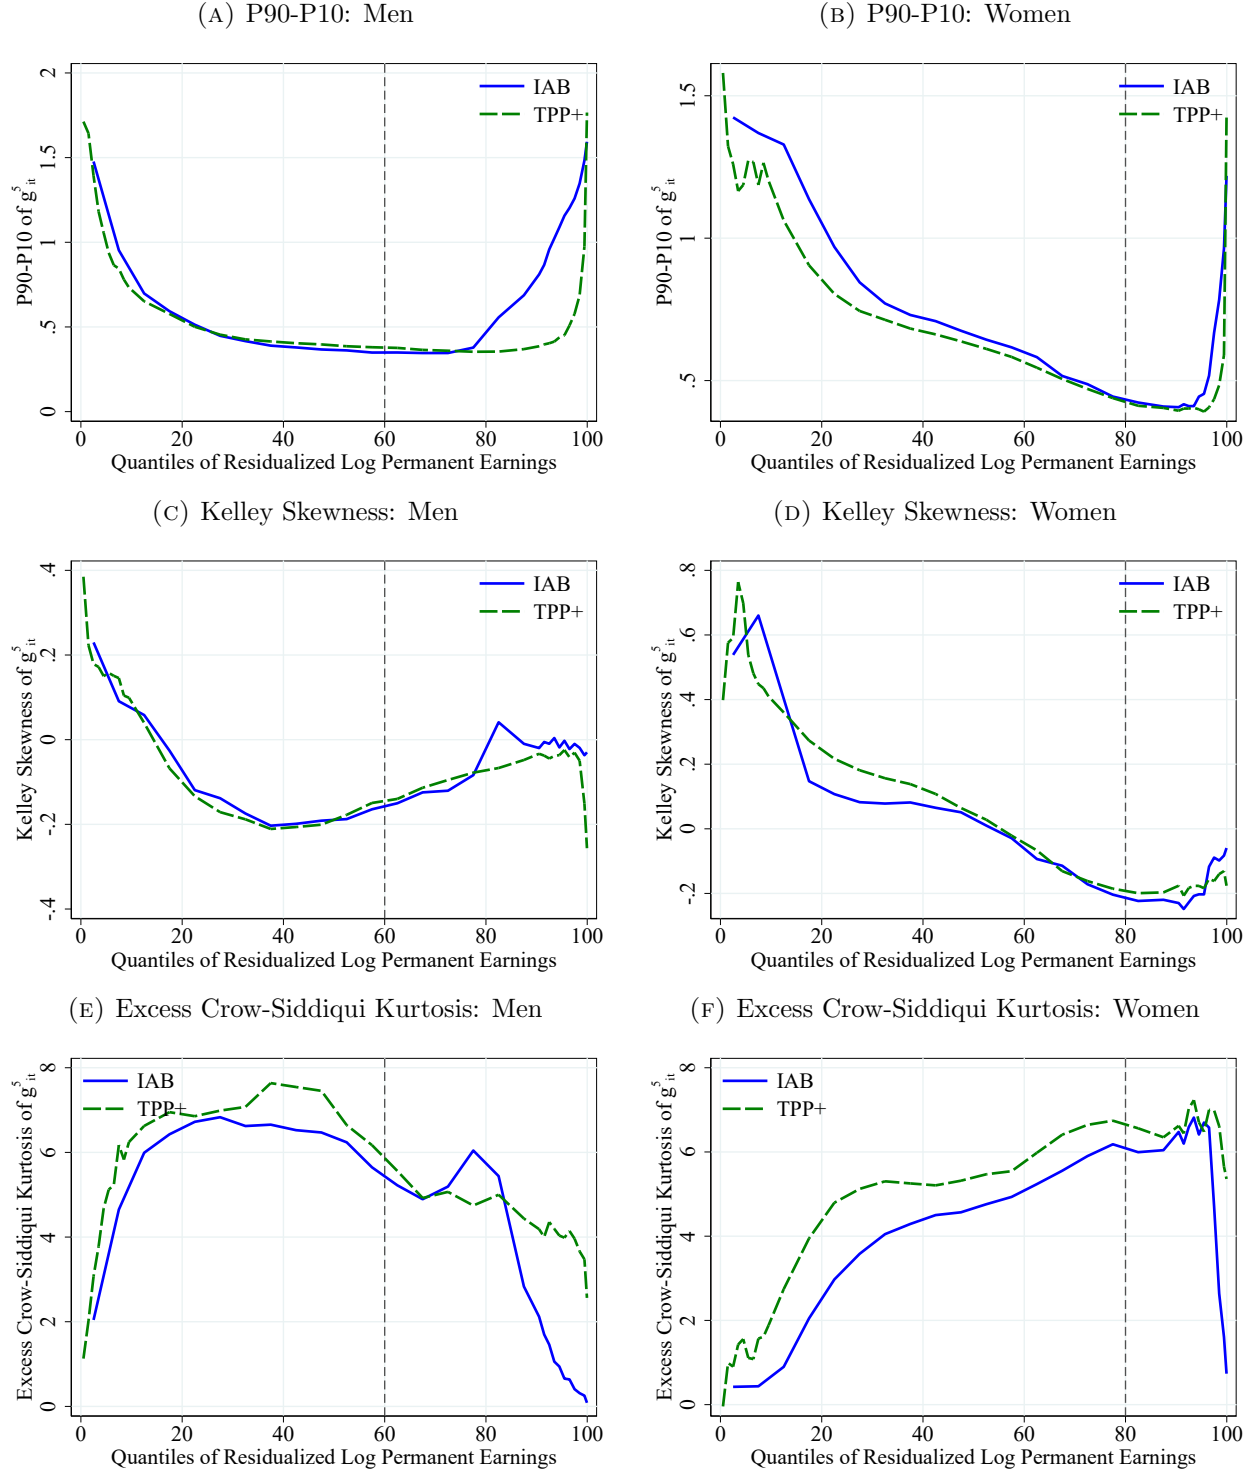 (A) P90-P10: Men
P90-P10 of g⁵ᵢₜ
2
1.5
1
.5
0
IAB
TPP+
0 20 40 60 80 100
Quantiles of Residualized Log Permanent Earnings
(B) P90-P10: Women
P90-P10 of g⁵ᵢₜ
1.5
1
.5
IAB
TPP+
0 20 40 60 80 100
Quantiles of Residualized Log Permanent Earnings
(C) Kelley Skewness: Men
Kelley Skewness of g⁵ᵢₜ
.4
.2
0
-.2
-.4
IAB
TPP+
0 20 40 60 80 100
Quantiles of Residualized Log Permanent Earnings
(D) Kelley Skewness: Women
Kelley Skewness of g⁵ᵢₜ
.8
.6
.4
.2
0
-.2
IAB
TPP+
0 20 40 60 80 100
Quantiles of Residualized Log Permanent Earnings
(E) Excess Crow-Siddiqui Kurtosis: Men
Excess Crow-Siddiqui Kurtosis of g⁵ᵢₜ
8
6
4
2
0
IAB
TPP+
0 20 40 60 80 100
Quantiles of Residualized Log Permanent Earnings
(F) Excess Crow-Siddiqui Kurtosis: Women
Excess Crow-Siddiqui Kurtosis of g⁵ᵢₜ
8
6
4
2
0
IAB
TPP+
0 20 40 60 80 100
Quantiles of Residualized Log Permanent Earnings